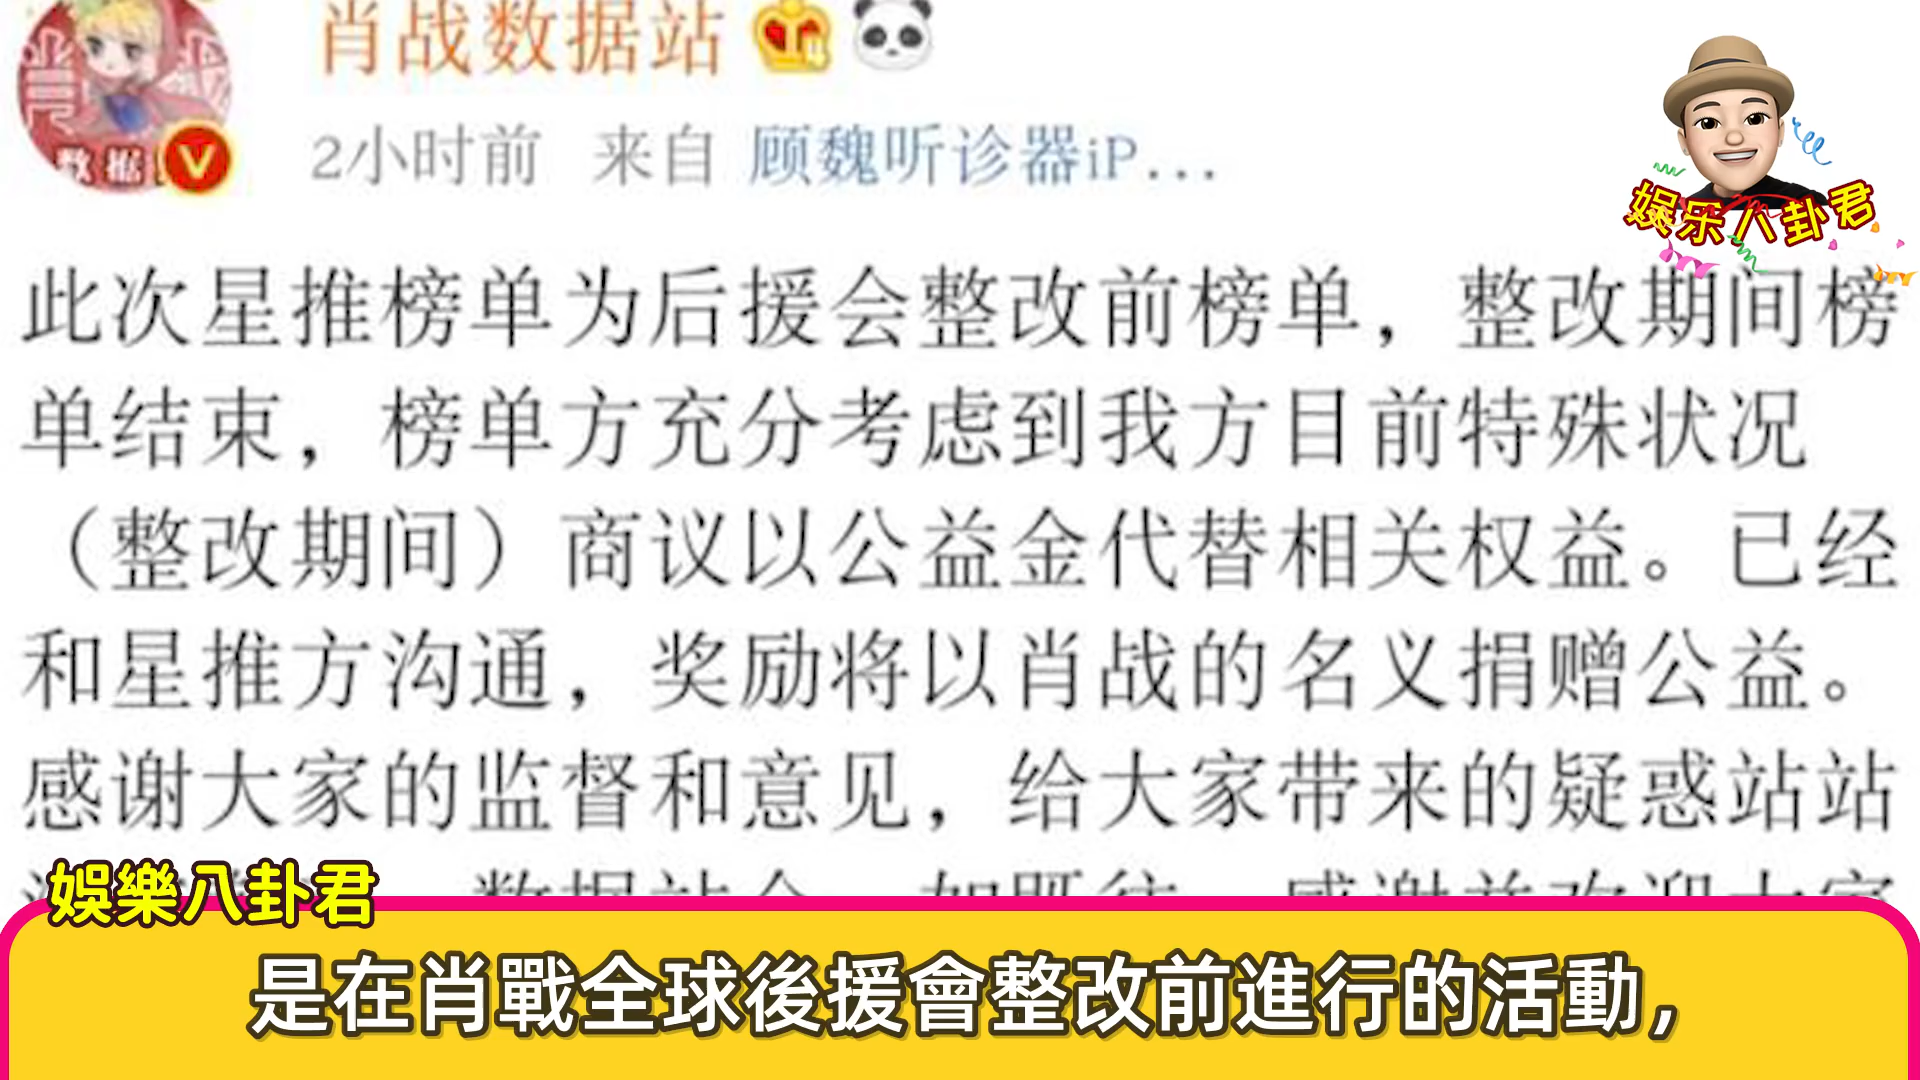 肖战数据站
数据
2小时前 来自 顾魏听诊器iP...
娱乐八卦君
此次星推榜单为后援会整改前榜单，整改期间榜
单结束，榜单方充分考虑到我方目前特殊状况
（整改期间）商议以公益金代替相关权益。已经
和星推方沟通，奖励将以肖战的名义捐赠公益。
感谢大家的监督和意见，给大家带来的疑惑站站
娛樂八卦君
是在肖戰全球後援會整改前進行的活動，